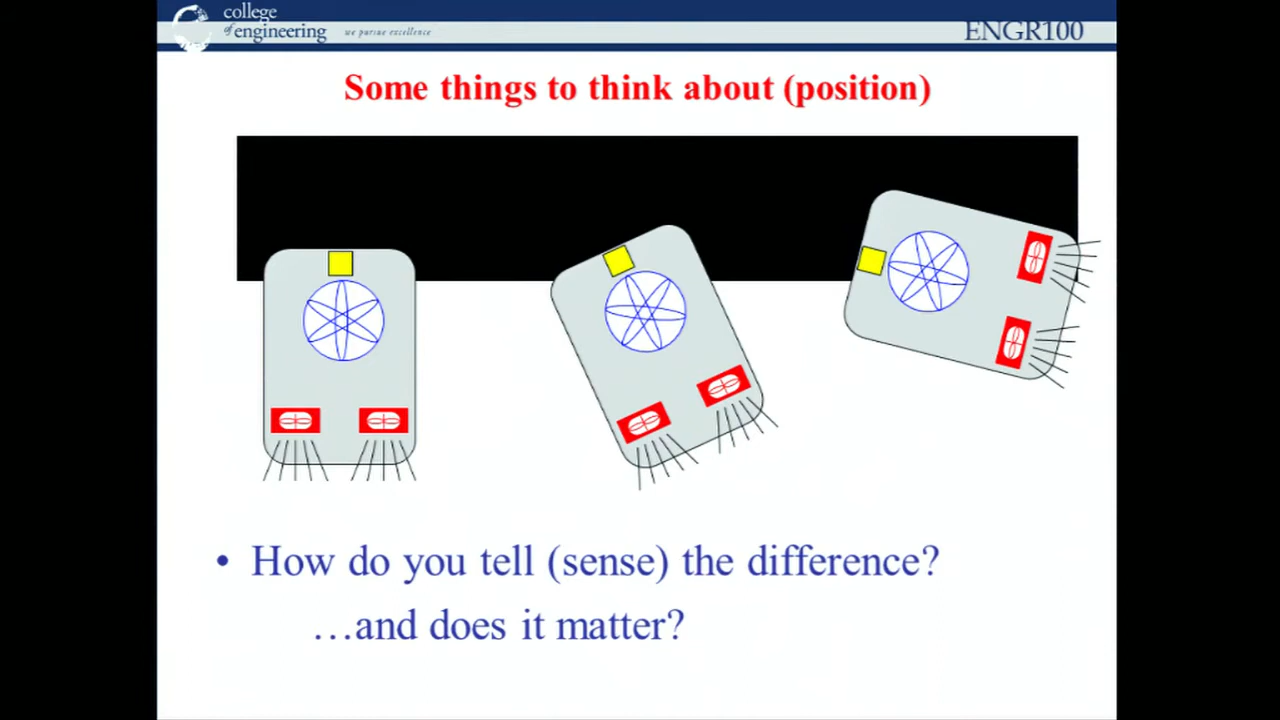 college
of engineering we pursue excellence
ENGR100
Some things to think about (position)
• How do you tell (sense) the difference?
…and does it matter?